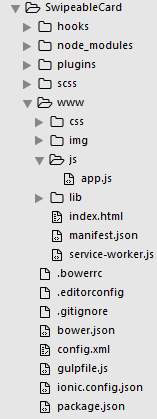 SwipeableCard
hooks
node_modules
plugins
scss
www
css
img
js
app.js
lib
index.html
manifest.json
service-worker.js
.bowerrc
.editorconfig
.gitignore
bower.json
config.xml
gulpfile.js
ionic.config.json
package.json